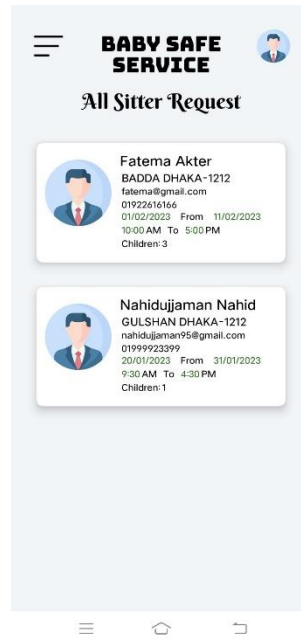 BABY SAFE
SERVICE
All Sitter Request
Fatema Akter
BADDA DHAKA-1212
fatema@gmail.com
01922616166
01/02/2023 From 11/02/2023
10:00 AM To 5:00 PM
Children: 3
Nahidujjaman Nahid
GULSHAN DHAKA-1212
nahidujjaman95@gmail.com
01999923399
20/01/2023 From 31/01/2023
9:30 AM To 4:30 PM
Children: 1